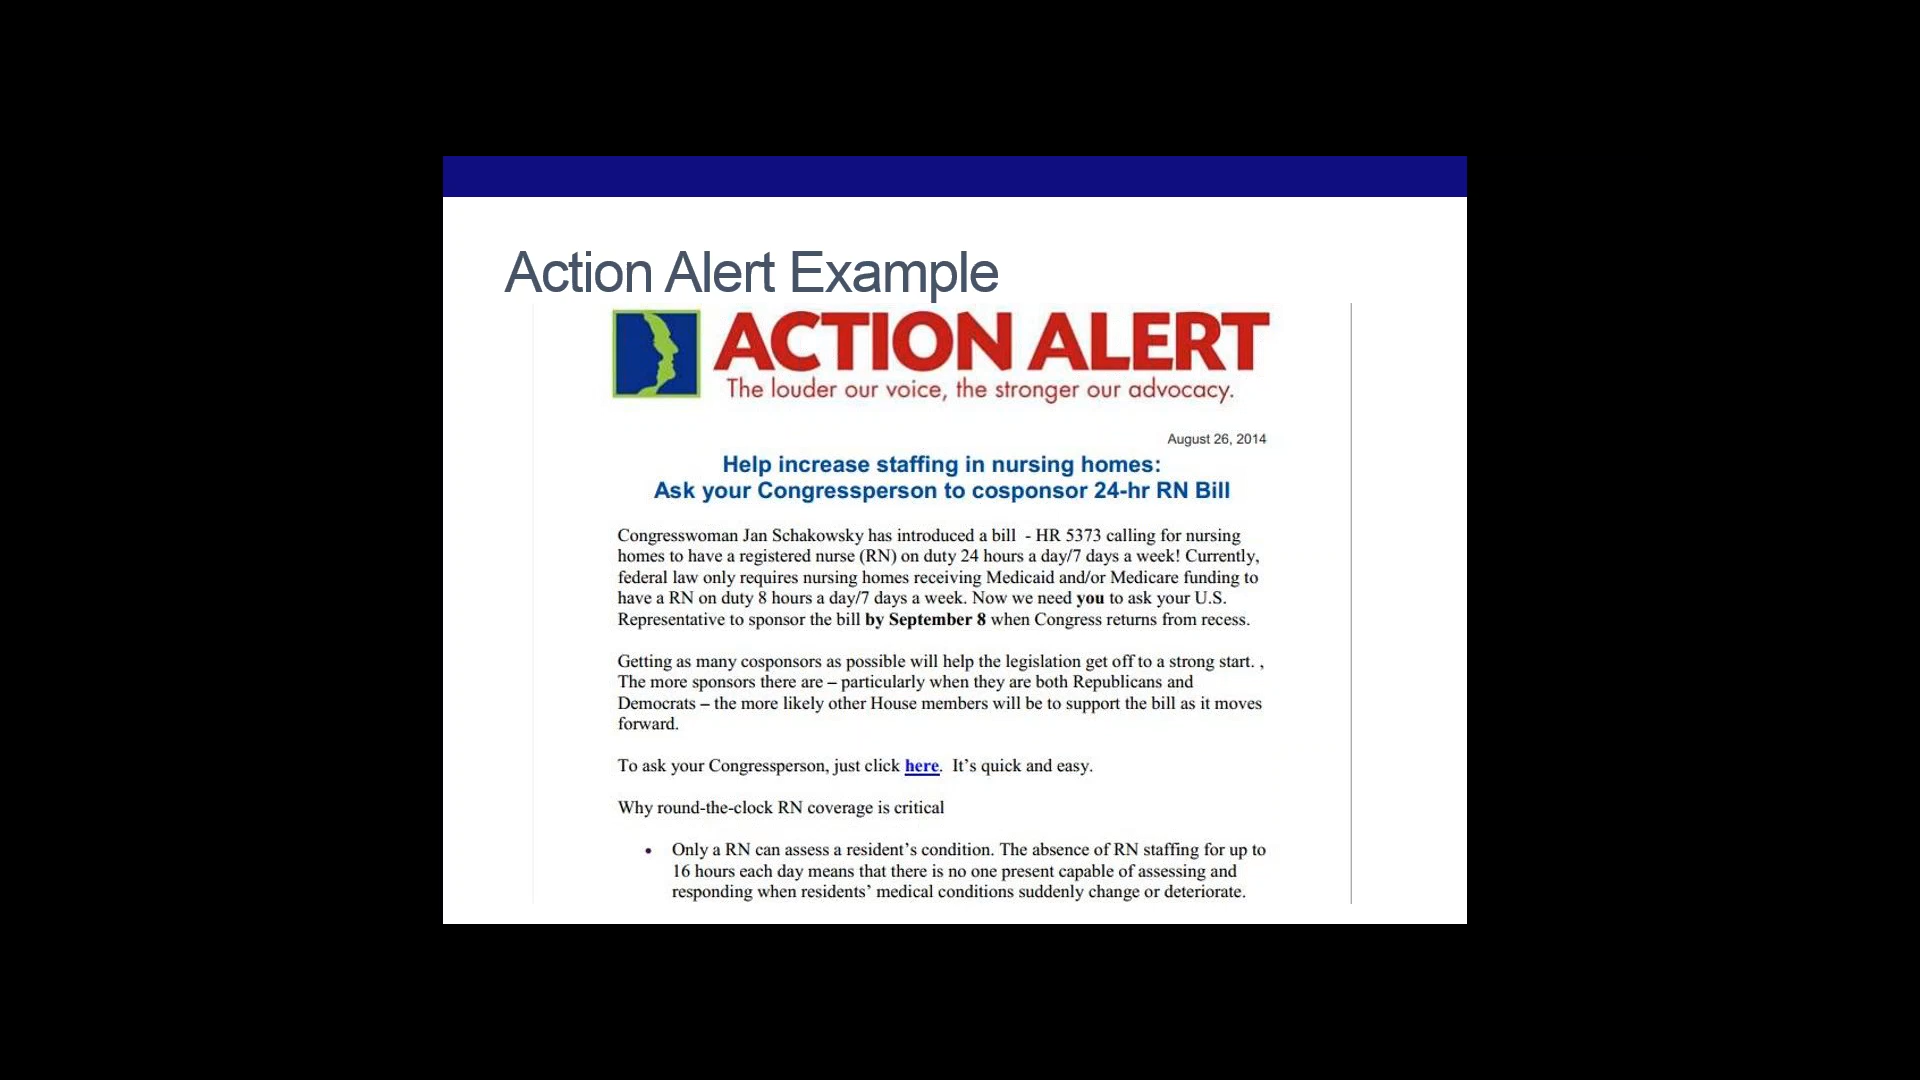 Action Alert Example
ACTION ALERT
The louder our voice, the stronger our advocacy.
August 26, 2014
Help increase staffing in nursing homes:
Ask your Congressperson to cosponsor 24-hr RN Bill
Congresswoman Jan Schakowsky has introduced a bill  - HR 5373 calling for nursing
homes to have a registered nurse (RN) on duty 24 hours a day/7 days a week! Currently,
federal law only requires nursing homes receiving Medicaid and/or Medicare funding to
have a RN on duty 8 hours a day/7 days a week. Now we need you to ask your U.S.
Representative to sponsor the bill by September 8 when Congress returns from recess.
Getting as many cosponsors as possible will help the legislation get off to a strong start. ,
The more sponsors there are – particularly when they are both Republicans and
Democrats – the more likely other House members will be to support the bill as it moves
forward.
To ask your Congressperson, just click here.  It’s quick and easy.
Why round-the-clock RN coverage is critical
• Only a RN can assess a resident’s condition. The absence of RN staffing for up to
16 hours each day means that there is no one present capable of assessing and
responding when residents’ medical conditions suddenly change or deteriorate.